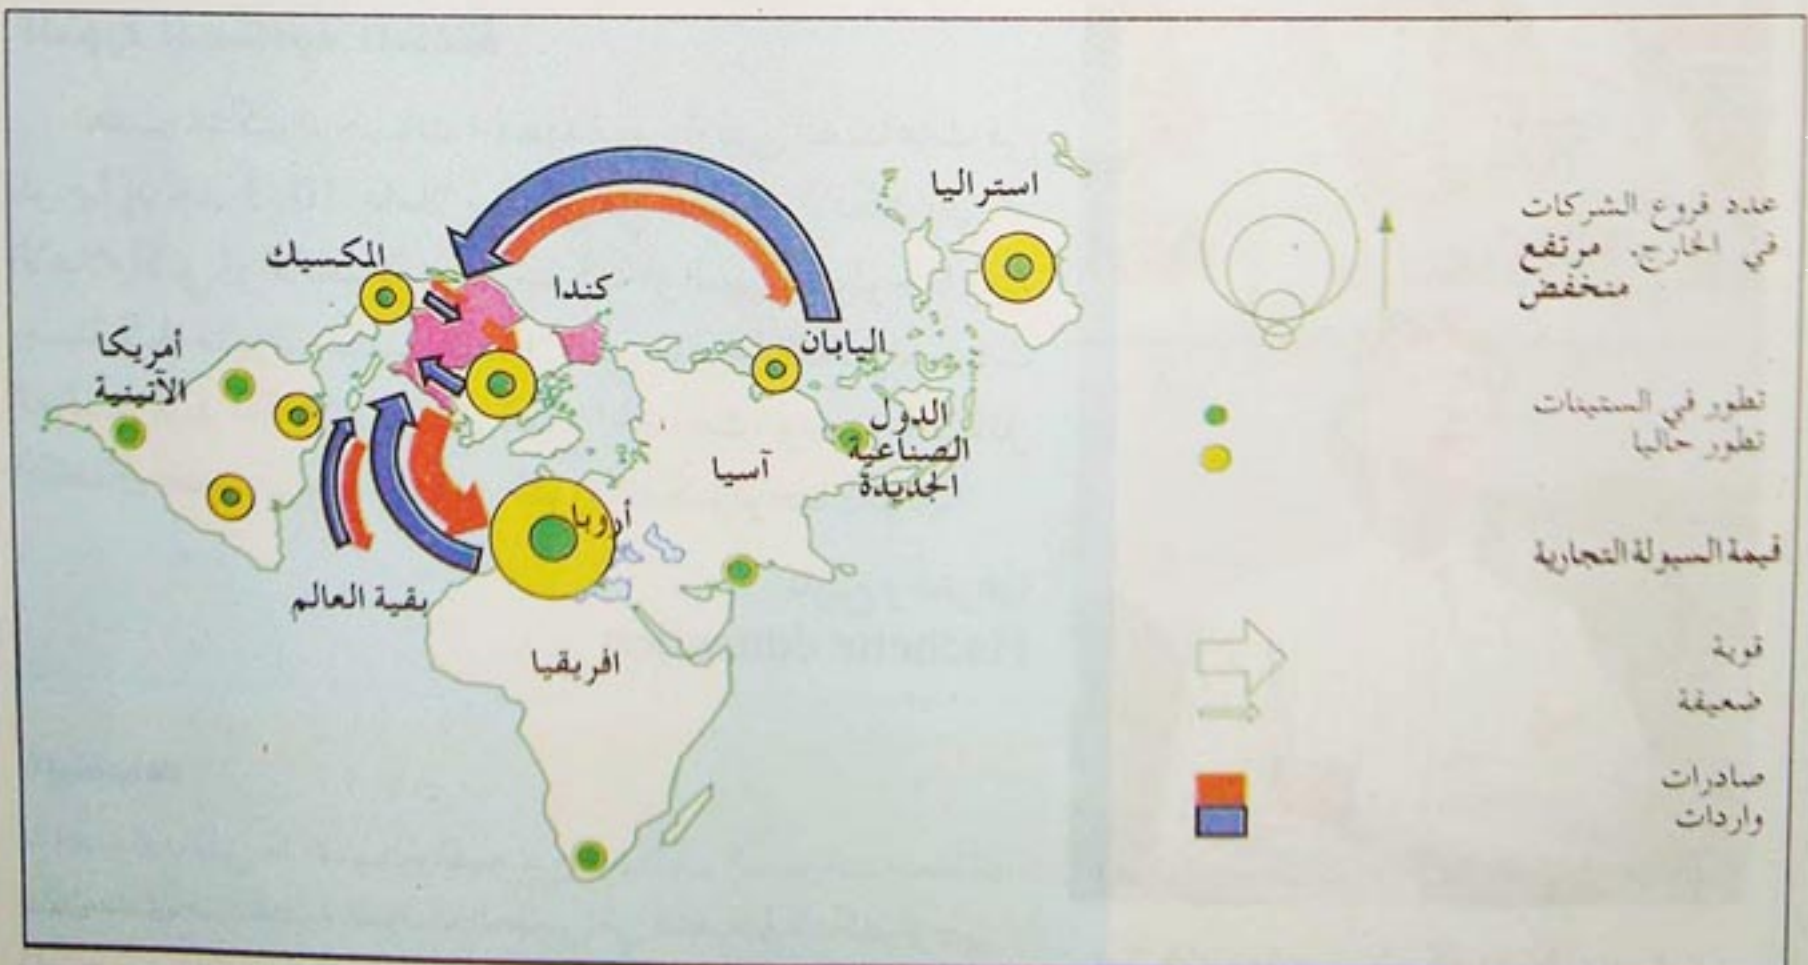 استراليا
المكسيك
كندا
اليابان
أمريكا
الآتينية
الدول
الصناعية
الجديدة
آسيا
أروبا
بقية العالم
افريقيا
عدد فروع الشركات
في الخارج. مرتفع
منخفض
تطور في الستينات
تطور حاليا
قيمة السيولة التجارية
قوية
ضعيفة
صادرات
واردات